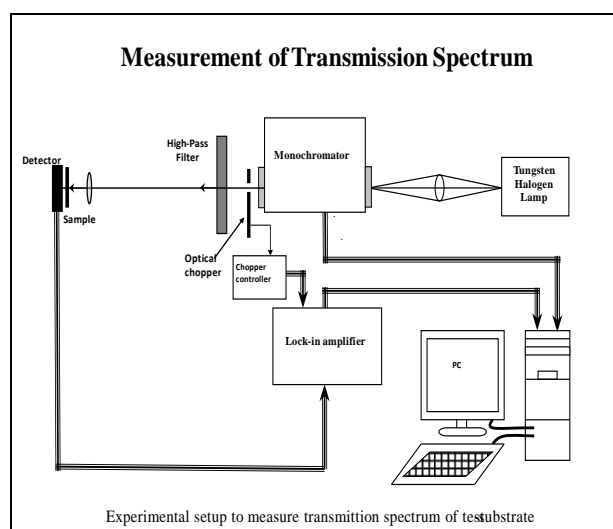 Measurement of Transmission Spectrum
High-Pass
Filter
Monochromator
Detector
Tungsten
Halogen
Lamp
Sample
Optical
chopper
Chopper
controller
Lock-in amplifier
PC
Experimental setup to measure transmittion spectrum of testsubstrate